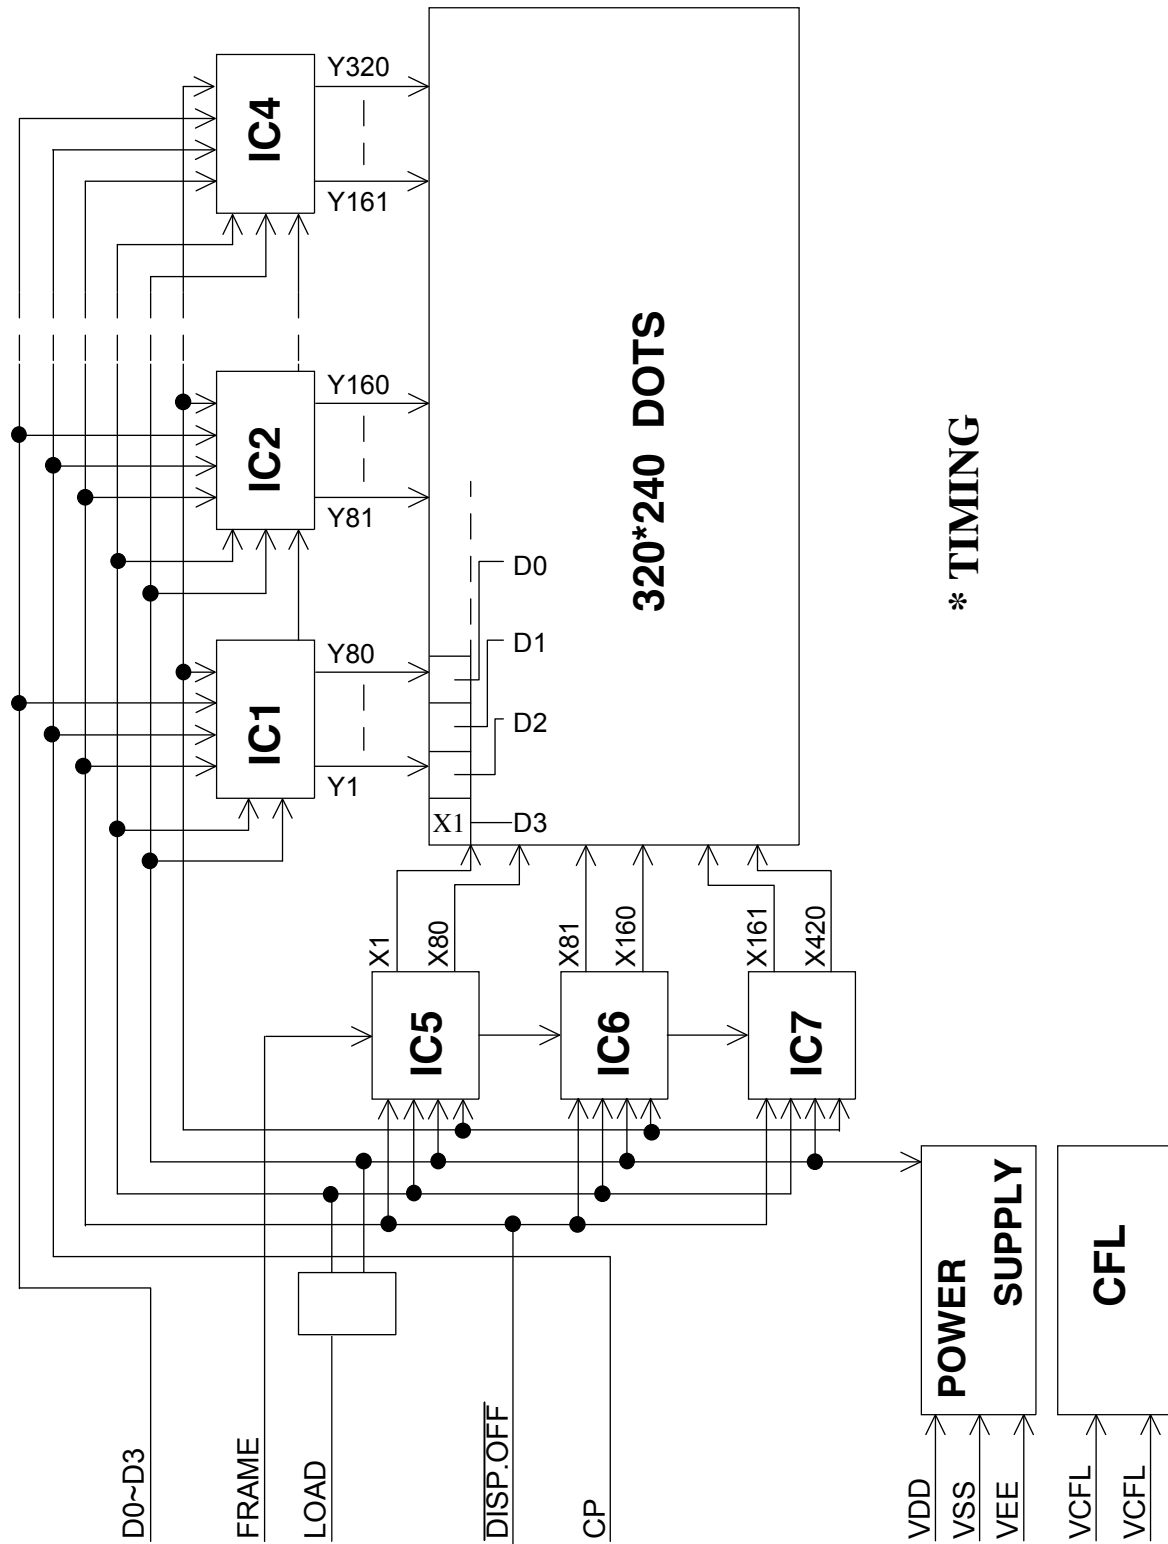 Y320
IC4
Y161
Y160
IC2
Y81
Y80
IC1
Y1
D0
D1
D2
X1
D3
320*240 DOTS
* TIMING
X1
X80
X81
X160
X161
X420
IC5
IC6
IC7
POWER
SUPPLY
CFL
D0~D3
FRAME
LOAD
DISP.OFF
CP
VDD
VSS
VEE
VCFL
VCFL